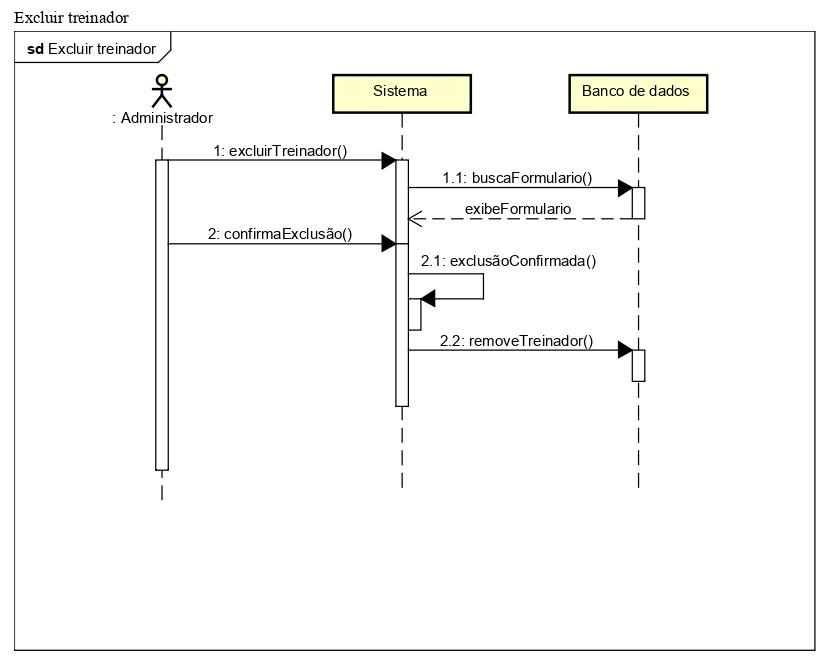 Excluir treinador
sd Excluir treinador
: Administrador
Sistema
Banco de dados
1: excluirTreinador()
1.1: buscaFormulario()
exibeFormulario
2: confirmaExclusão()
2.1: exclusãoConfirmada()
2.2: removeTreinador()